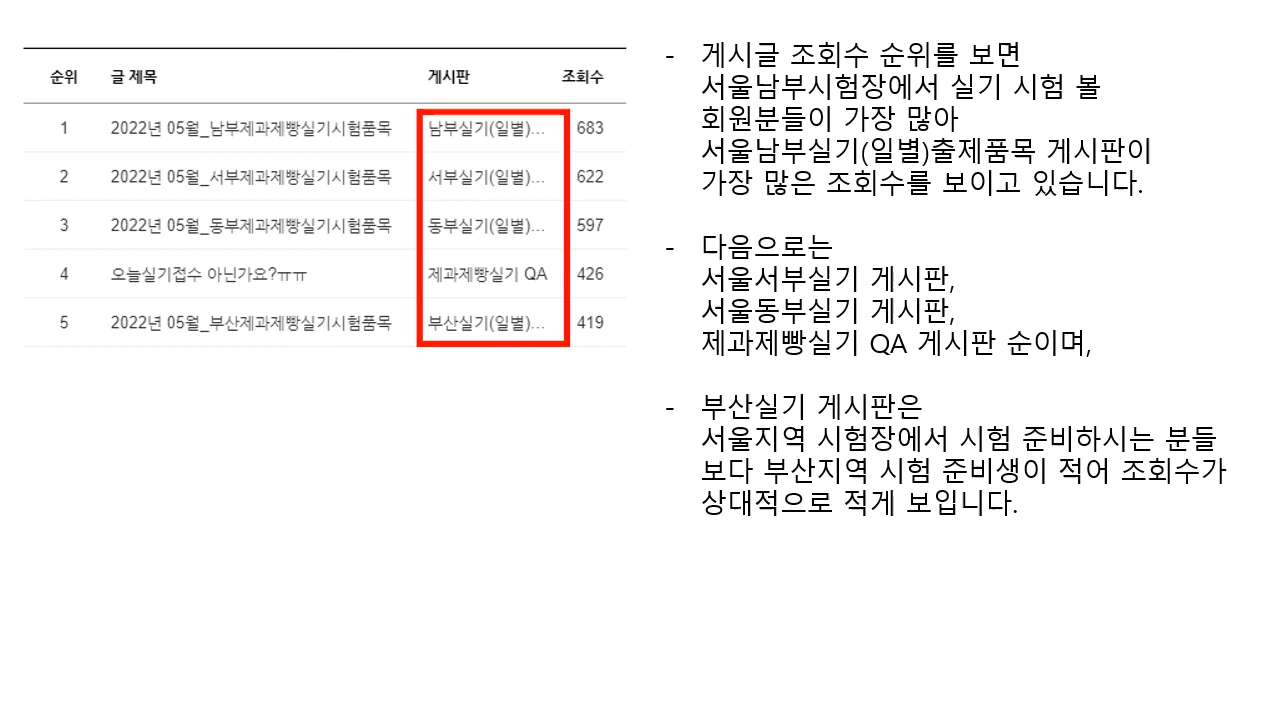 순위 글 제목 게시판 조회수
1 2022년 05월_남부제과제빵실기시험품목 남부실기(일별)... 683
2 2022년 05월_서부제과제빵실기시험품목 서부실기(일별)... 622
3 2022년 05월_동부제과제빵실기시험품목 동부실기(일별)... 597
4 오늘실기접수 아닌가요?ㅠㅠ 제과제빵실기 QA 426
5 2022년 05월_부산제과제빵실기시험품목 부산실기(일별)... 419
- 게시글 조회수 순위를 보면
서울남부시험장에서 실기 시험 볼
회원분들이 가장 많아
서울남부실기(일별)출제품목 게시판이
가장 많은 조회수를 보이고 있습니다.
- 다음으로는
서울서부실기 게시판,
서울동부실기 게시판,
제과제빵실기 QA 게시판 순이며,
- 부산실기 게시판은
서울지역 시험장에서 시험 준비하시는 분들
보다 부산지역 시험 준비생이 적어 조회수가
상대적으로 적게 보입니다.